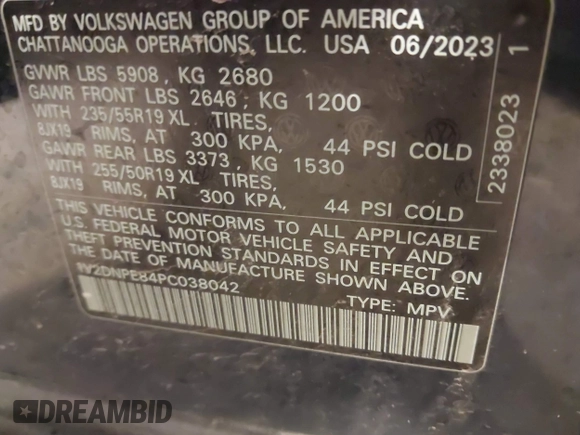 MFD BY VOLKSWAGEN GROUP OF AMERICA
CHATTANOOGA OPERATIONS, LLC. USA 06/2023
GVWR LBS 5908, KG 2680
GAWR FRONT LBS 2646, KG 1200
WITH 235/55R19 XL TIRES,
8JX19 RIMS, AT 300 KPA, 44 PSI COLD
GAWR REAR LBS 3373, KG 1530
WITH 255/50R19 XL TIRES,
8JX19 RIMS, AT 300 KPA, 44 PSI COLD
THIS VEHICLE CONFORMS TO ALL APPLICABLE
U.S. FEDERAL MOTOR VEHICLE SAFETY AND
THEFT PREVENTION STANDARDS IN EFFECT ON
THE DATE OF MANUFACTURE SHOWN ABOVE.
1V2DNPE84PC038042
TYPE: MPV
2338023 1
DREAMBID